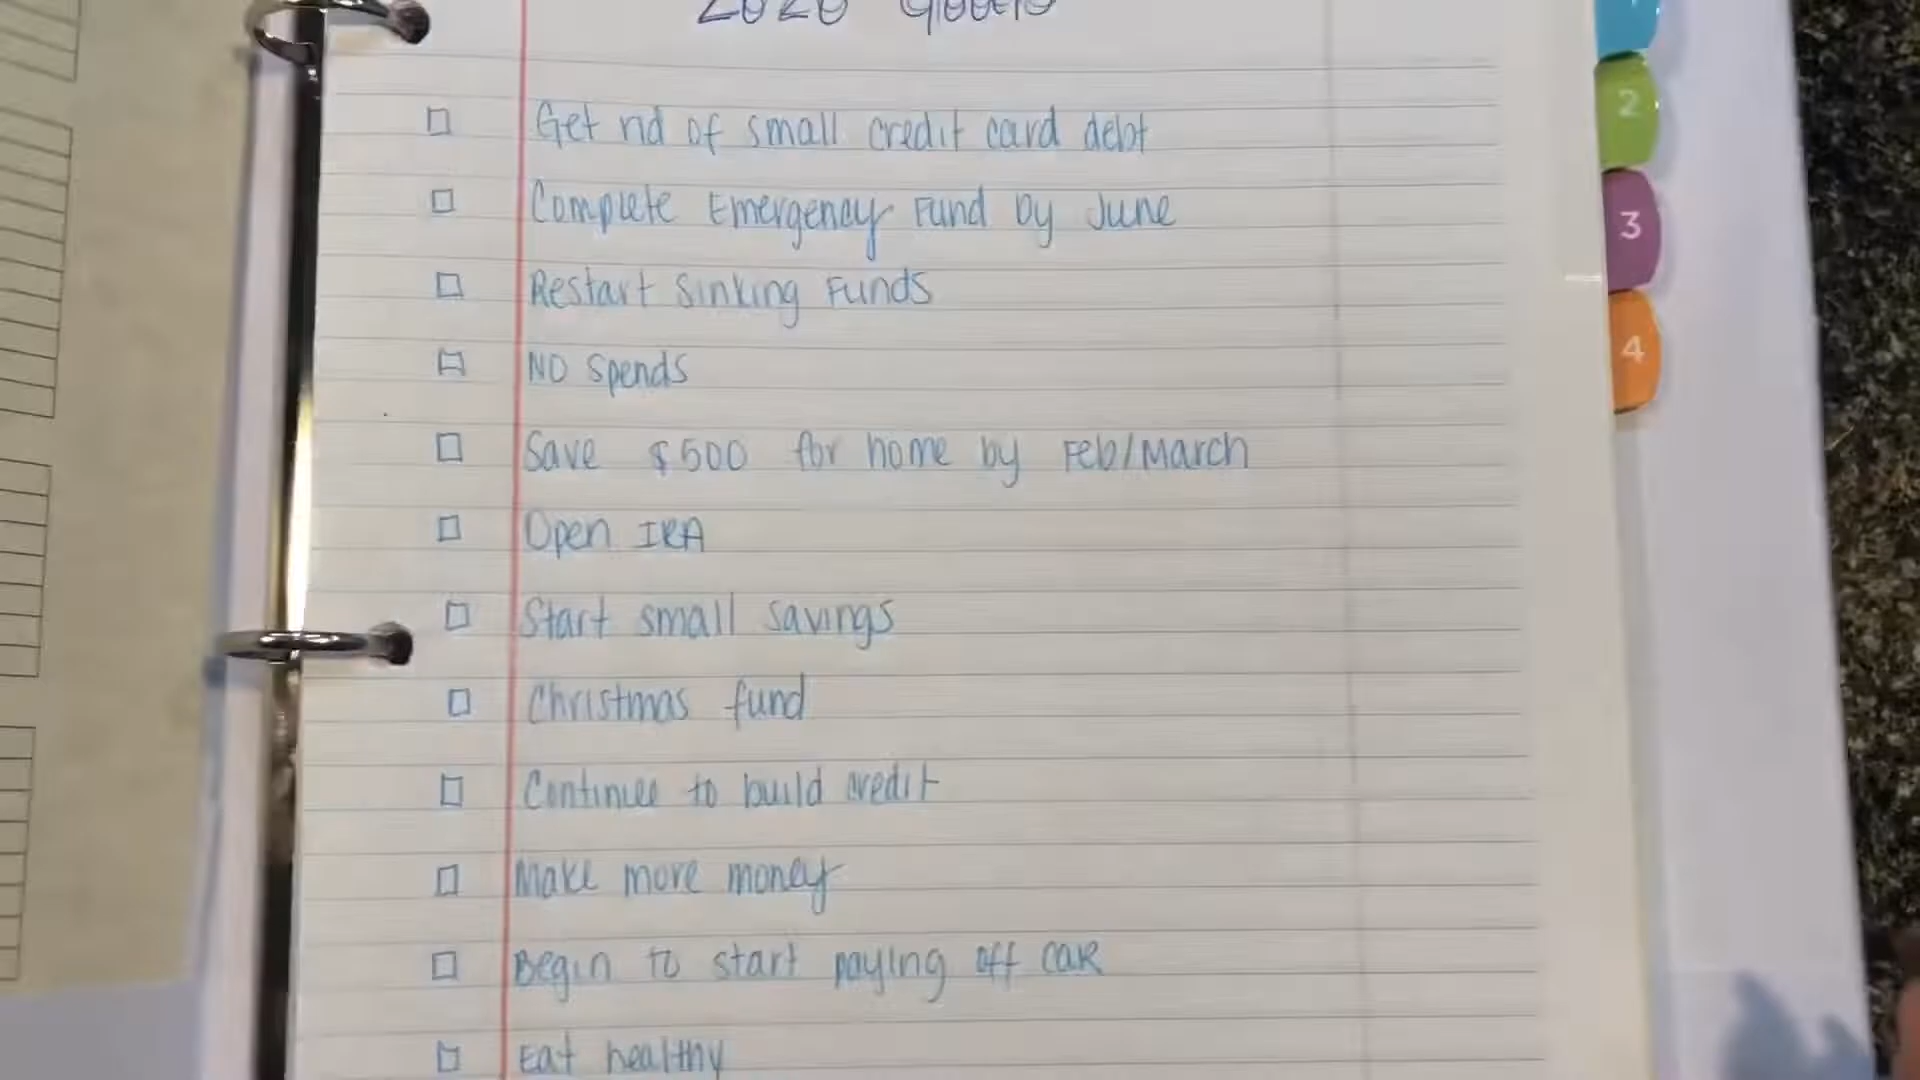 2020 Goals
Get rid of small credit card debt
Complete Emergency Fund by June
Restart Sinking Funds
NO Spends
Save $500 for home by Feb/March
Open IRA
Start small savings
Christmas fund
Continue to build credit
Make more money
Begin to start paying off car
Eat healthy
2
3
4